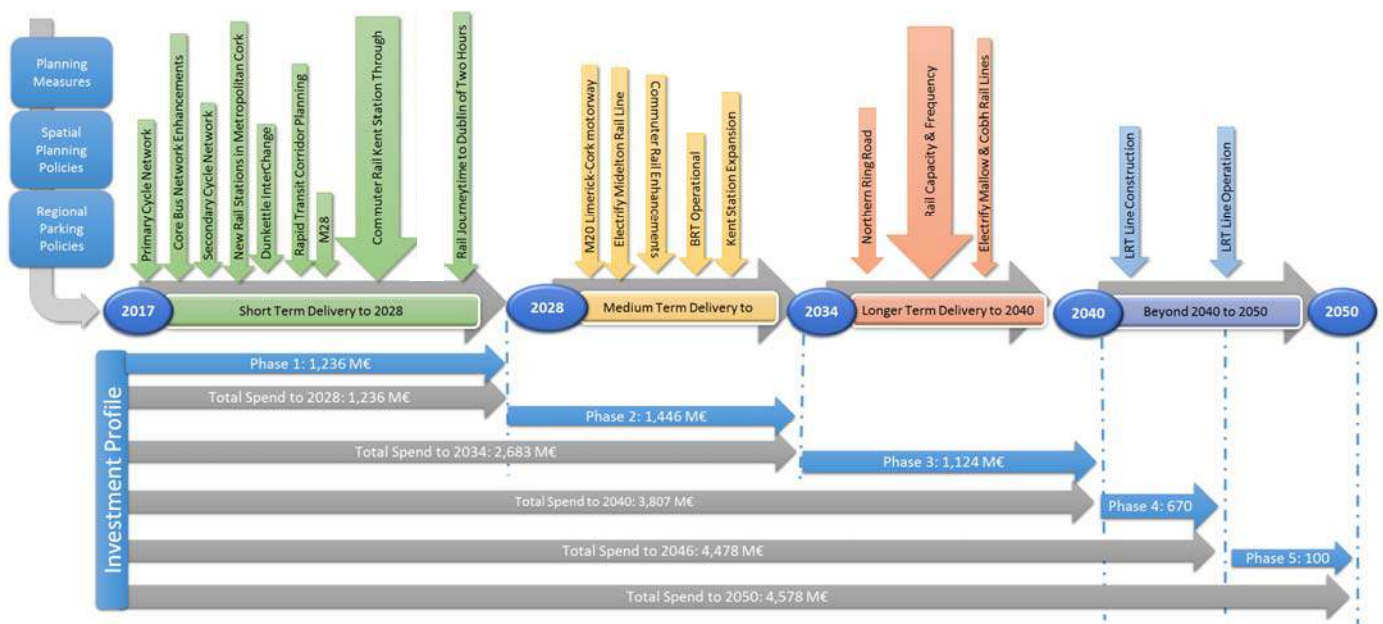 Planning
Measures
Spatial
Planning
Policies
Regional
Parking
Policies
Primary Cycle Network
Core Bus Network Enhancements
Secondary Cycle Network
New Rail Stations in Metropolitan Cork
Dunkettle InterChange
Rapid Transit Corridor Planning
M28
Commuter Rail Kent Station Through
Rail Journeytime to Dublin of Two Hours
M20 Limerick-Cork motorway
Electrify Midelton Rail Line
Commuter Rail Enhancements
BRT Operational
Kent Station Expansion
Northern Ring Road
Rail Capacity & Frequency
Electrify Mallow & Cobh Rail Lines
LRT Line Construction
LRT Line Operation
2017
Short Term Delivery to 2028
2028
Medium Term Delivery to
2034
Longer Term Delivery to 2040
2040
Beyond 2040 to 2050
2050
Investment Profile
Phase 1: 1,236 M€
Total Spend to 2028: 1,236 M€
Phase 2: 1,446 M€
Total Spend to 2034: 2,683 M€
Phase 3: 1,124 M€
Total Spend to 2040: 3,807 M€
Phase 4: 670
Total Spend to 2046: 4,478 M€
Phase 5: 100
Total Spend to 2050: 4,578 M€